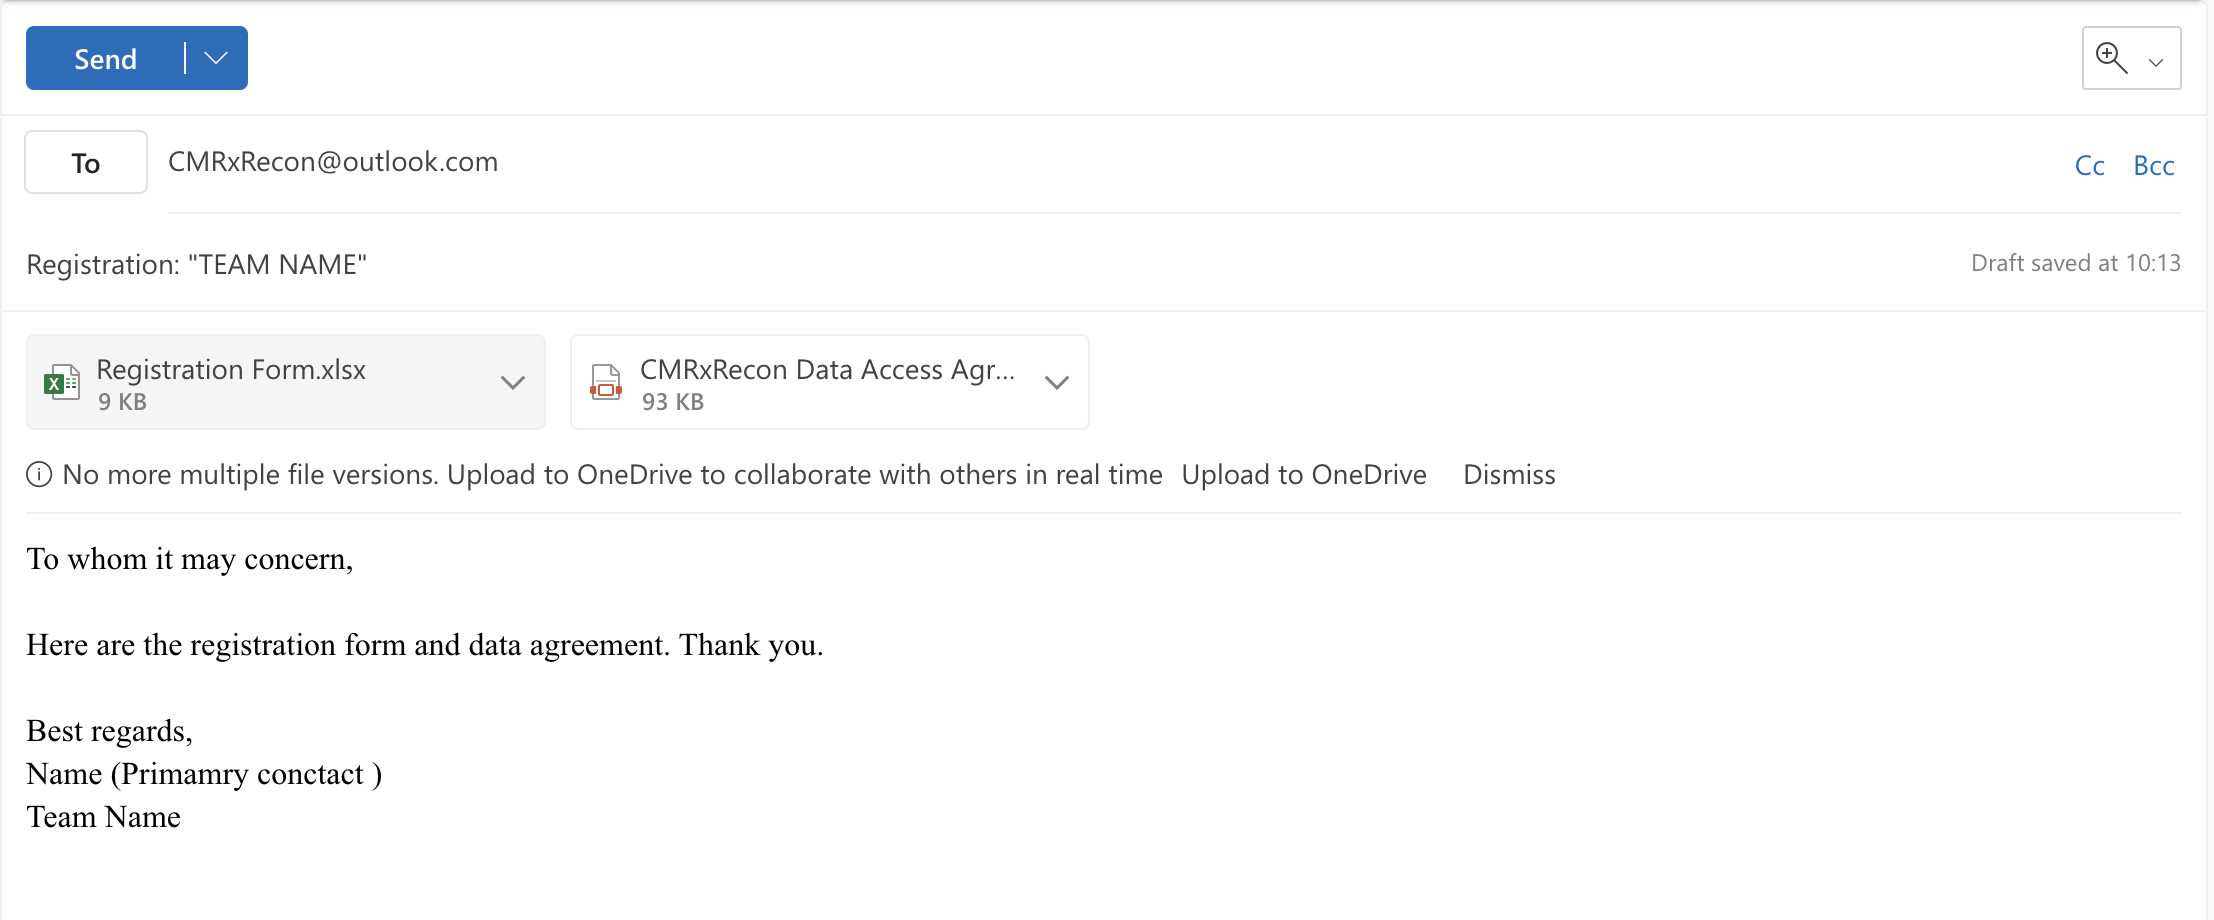 Send
To
CMRxRecon@outlook.com
Cc Bcc
Registration: "TEAM NAME"
Draft saved at 10:13
Registration Form.xlsx
9 KB
CMRxRecon Data Access Agr...
93 KB
No more multiple file versions. Upload to OneDrive to collaborate with others in real time Upload to OneDrive Dismiss
To whom it may concern,
Here are the registration form and data agreement. Thank you.
Best regards,
Name (Primamry conctact )
Team Name